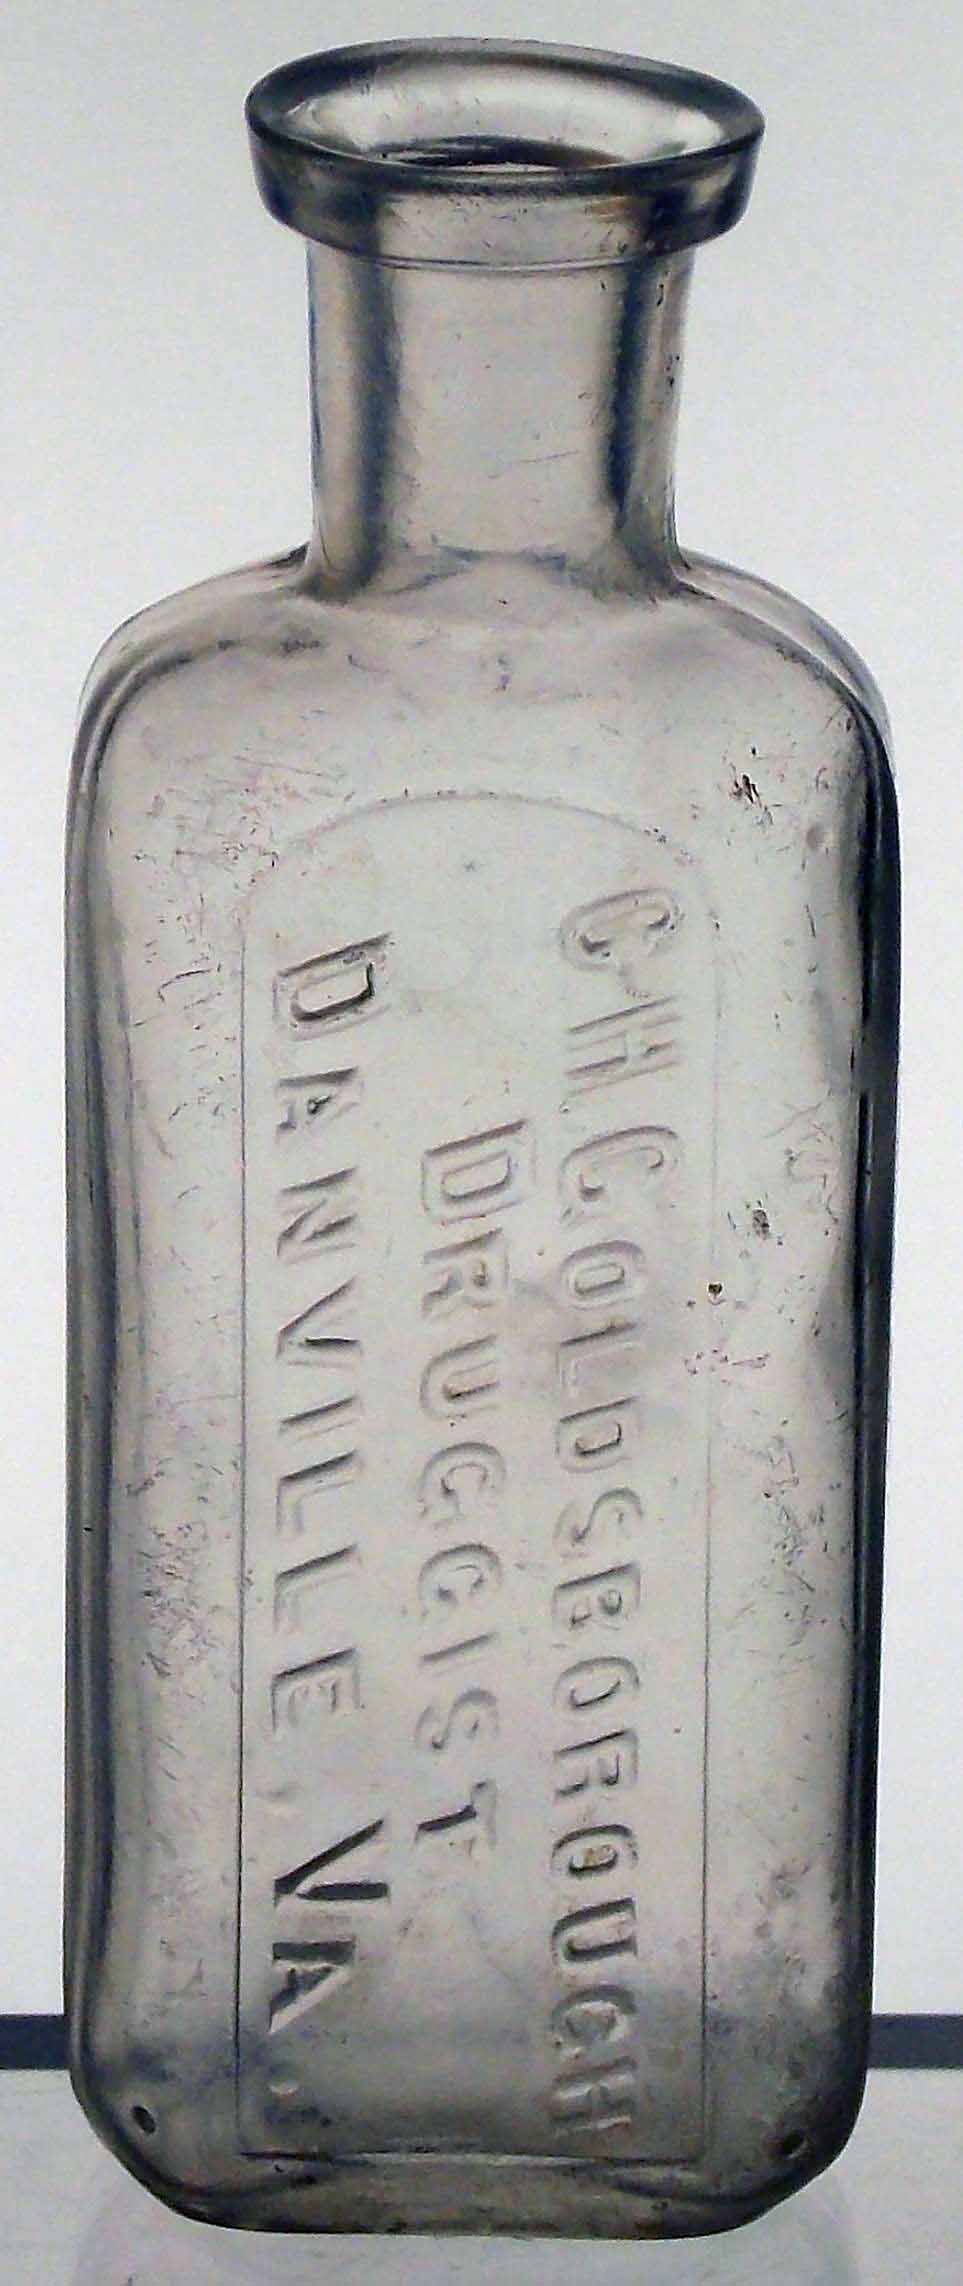 C H GOLDSBOROUGH
DRUGGIST
DANVILLE, VA.